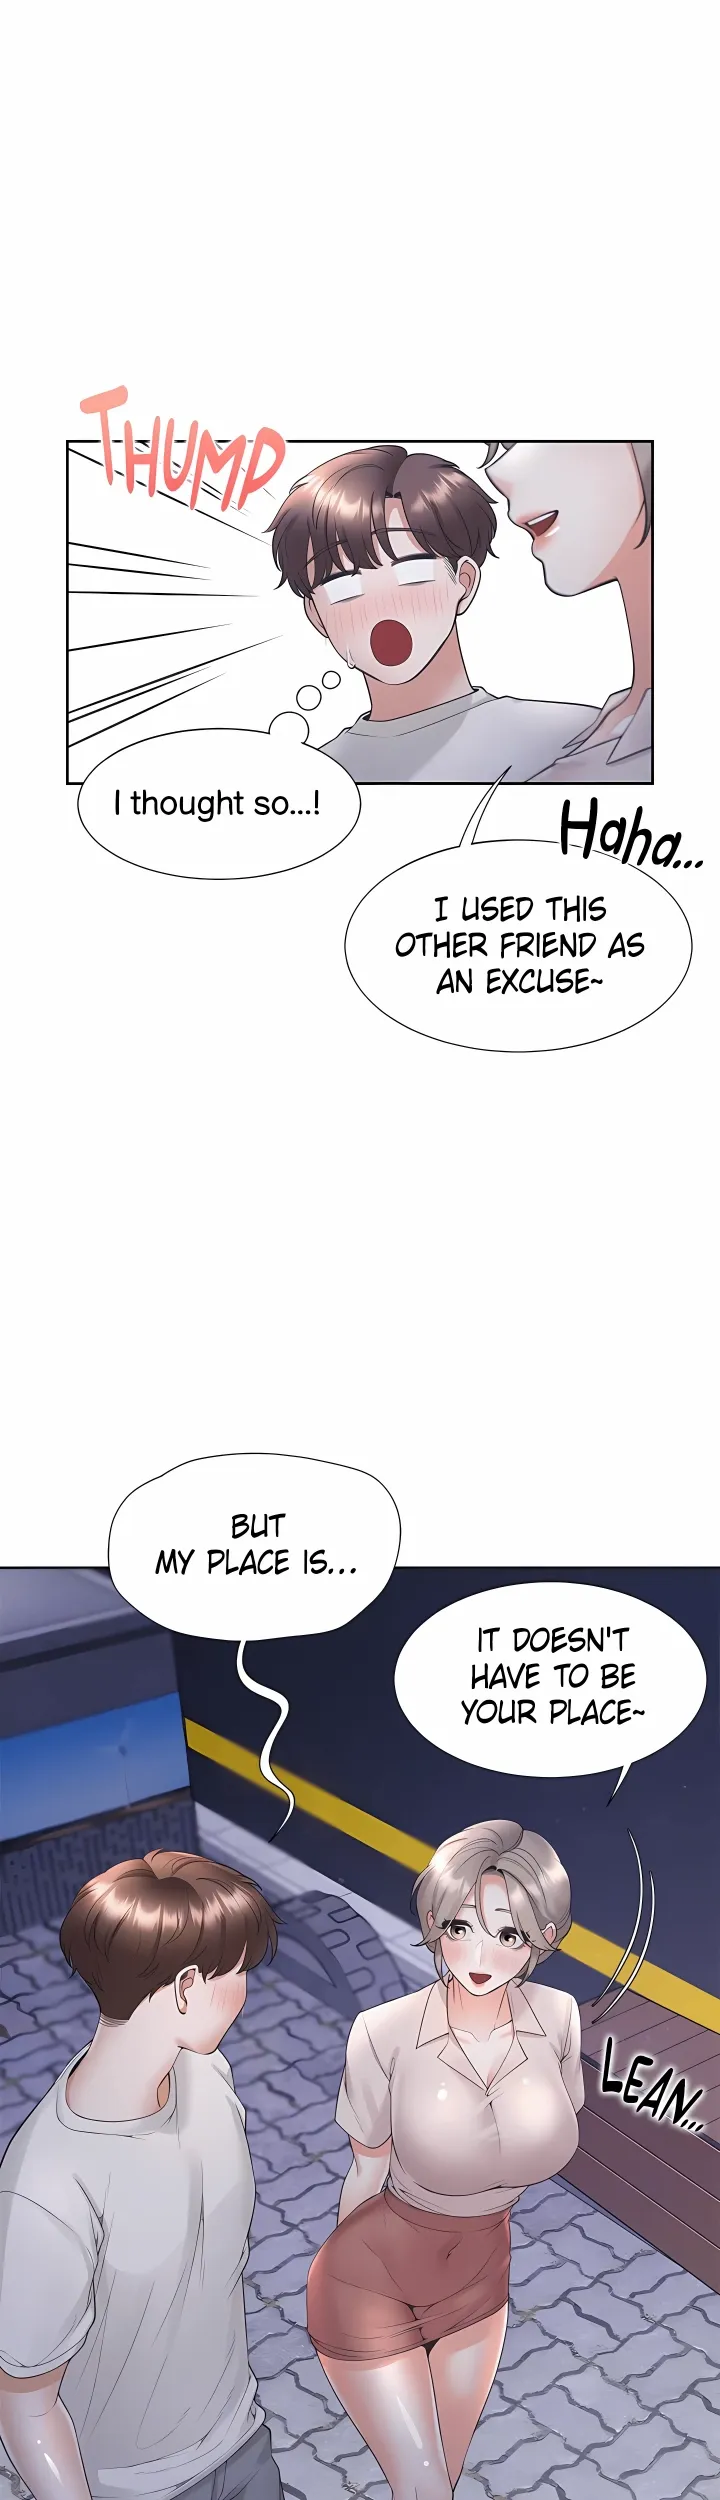 THUMP
I thought so...!
Haha...
I USED THIS
OTHER FRIEND AS
AN EXCUSE~
BUT
MY PLACE IS...
IT DOESN'T
HAVE TO BE
YOUR PLACE~
LEAN...